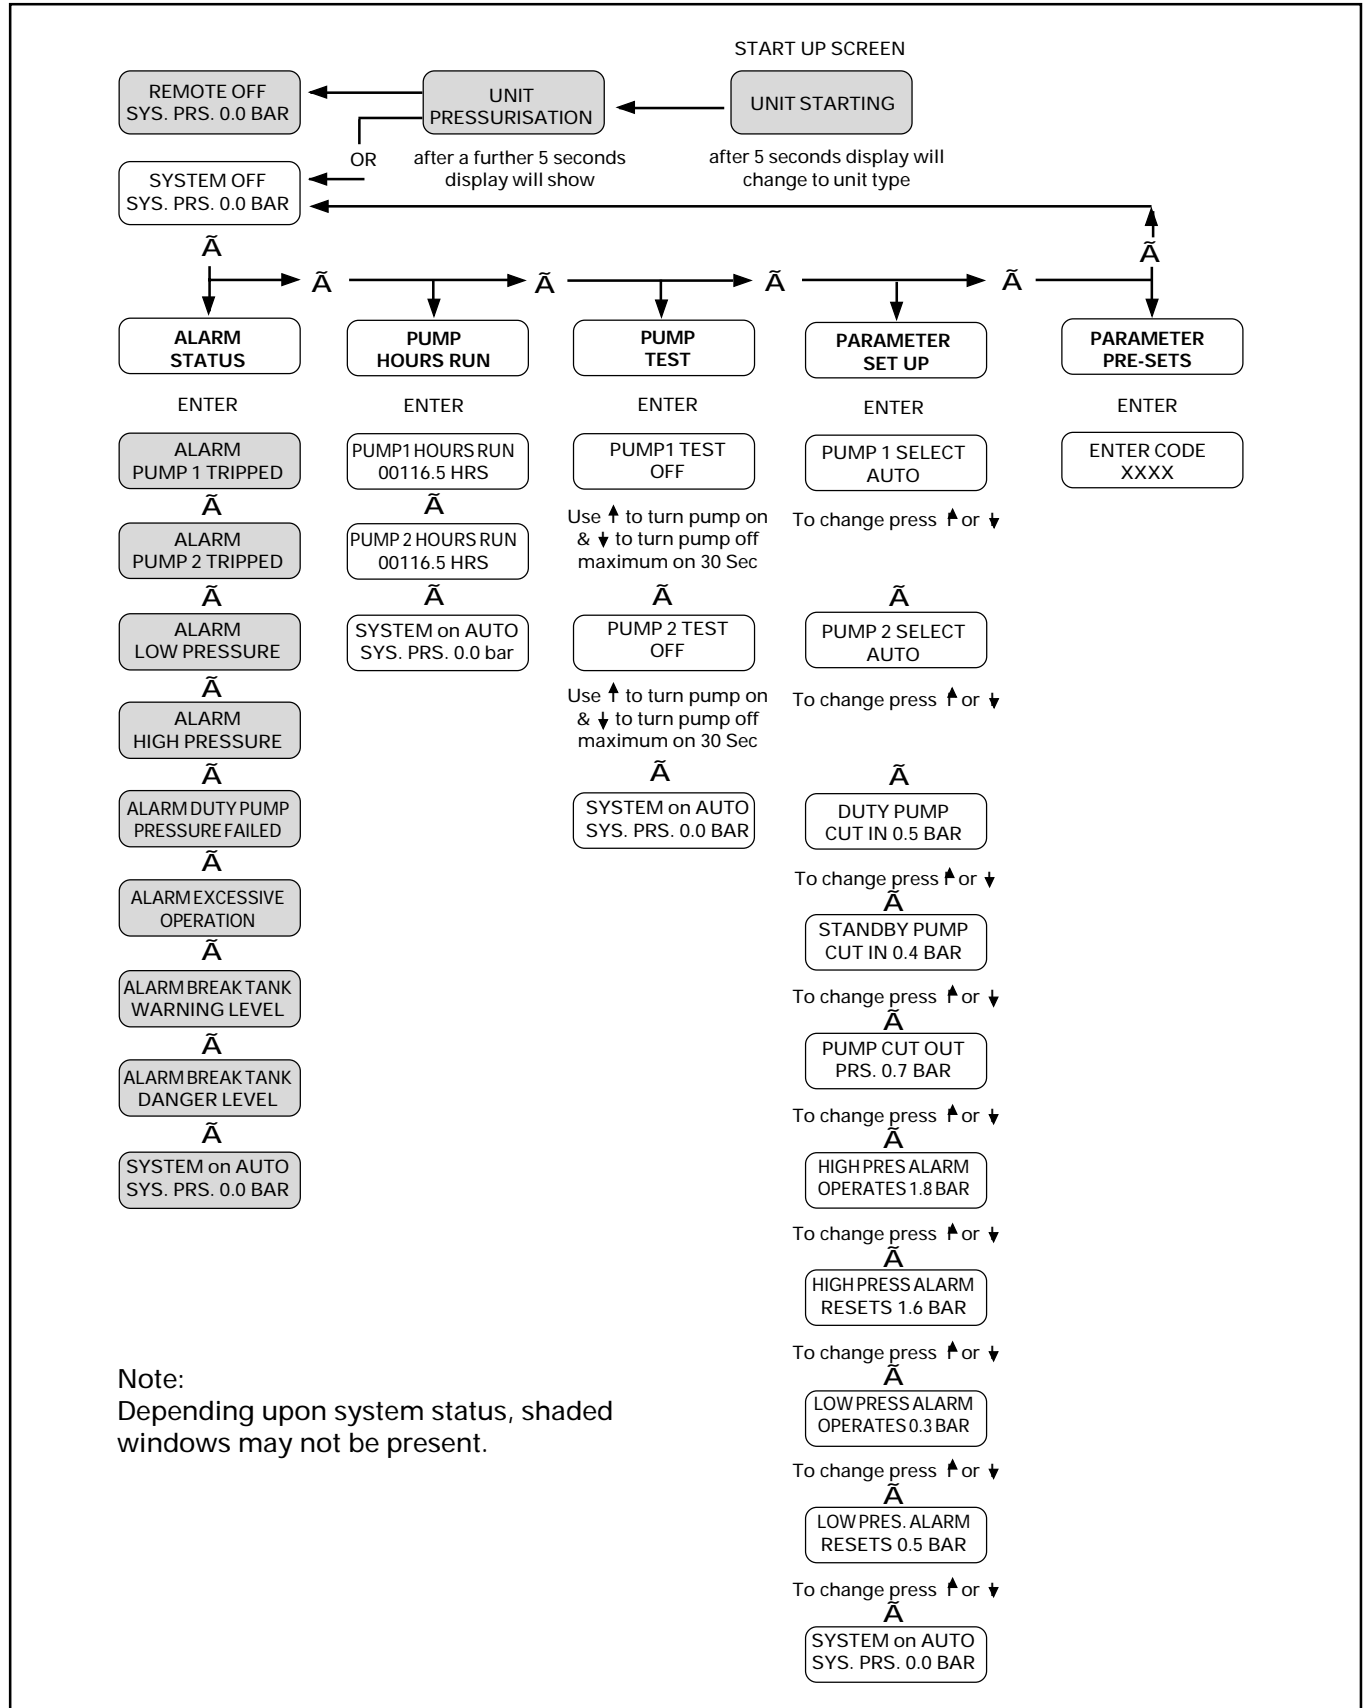 START UP SCREEN
REMOTE OFF
SYS. PRS. 0.0 BAR
UNIT
PRESSURISATION
UNIT STARTING
OR
after a further 5 seconds
display will show
after 5 seconds display will
change to unit type
SYSTEM OFF
SYS. PRS. 0.0 BAR
Ã
Ã
Ã
Ã
Ã
Ã
Ã
ALARM
STATUS
ENTER
ALARM
PUMP 1 TRIPPED
Ã
ALARM
PUMP 2 TRIPPED
Ã
ALARM
LOW PRESSURE
Ã
ALARM
HIGH PRESSURE
Ã
ALARM DUTY PUMP
PRESSURE FAILED
Ã
ALARM EXCESSIVE
OPERATION
Ã
ALARM BREAK TANK
WARNING LEVEL
Ã
ALARM BREAK TANK
DANGER LEVEL
Ã
SYSTEM on AUTO
SYS. PRS. 0.0 BAR
PUMP
HOURS RUN
ENTER
PUMP1 HOURS RUN
00116.5 HRS
Ã
PUMP 2 HOURS RUN
00116.5 HRS
Ã
SYSTEM on AUTO
SYS. PRS. 0.0 bar
PUMP
TEST
ENTER
PUMP1 TEST
OFF
Use ↑ to turn pump on
& ↓ to turn pump off
maximum on 30 Sec
Ã
PUMP 2 TEST
OFF
Use ↑ to turn pump on
& ↓ to turn pump off
maximum on 30 Sec
Ã
SYSTEM on AUTO
SYS. PRS. 0.0 BAR
PARAMETER
SET UP
ENTER
PUMP 1 SELECT
AUTO
To change press ↑ or ↓
Ã
PUMP 2 SELECT
AUTO
To change press ↑ or ↓
Ã
DUTY PUMP
CUT IN 0.5 BAR
To change press ↑ or ↓
Ã
STANDBY PUMP
CUT IN 0.4 BAR
To change press ↑ or ↓
Ã
PUMP CUT OUT
PRS. 0.7 BAR
To change press ↑ or ↓
Ã
HIGH PRES ALARM
OPERATES 1.8 BAR
To change press ↑ or ↓
Ã
HIGH PRESS ALARM
RESETS 1.6 BAR
To change press ↑ or ↓
Ã
LOW PRESS ALARM
OPERATES 0.3 BAR
To change press ↑ or ↓
Ã
LOW PRES. ALARM
RESETS 0.5 BAR
To change press ↑ or ↓
Ã
SYSTEM on AUTO
SYS. PRS. 0.0 BAR
PARAMETER
PRE-SETS
ENTER
ENTER CODE
XXXX
Note:
Depending upon system status, shaded
windows may not be present.